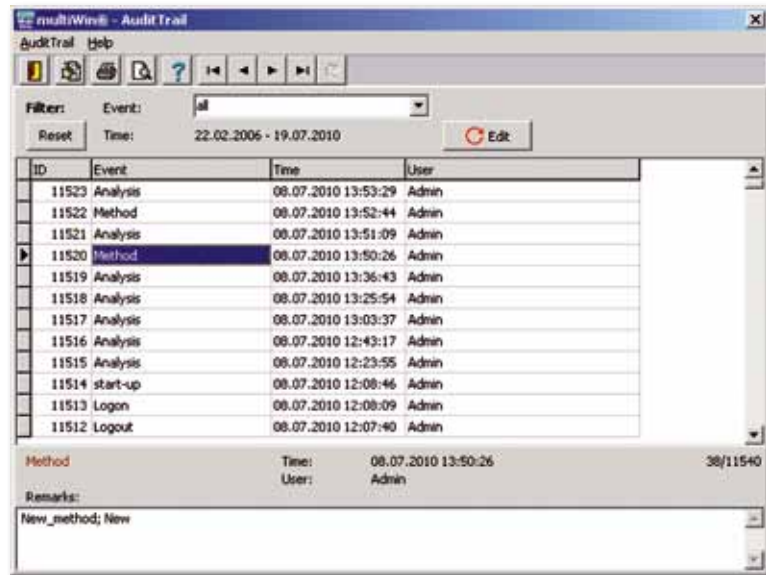 multiWin® - AuditTrail
AuditTrail Help
?
Filter: Event: all
Reset Time: 22.02.2006 - 19.07.2010 Edit
ID Event Time User
11523 Analysis 08.07.2010 13:53:29 Admin
11522 Method 08.07.2010 13:52:44 Admin
11521 Analysis 08.07.2010 13:51:09 Admin
11520 Method 08.07.2010 13:50:26 Admin
11519 Analysis 08.07.2010 13:36:43 Admin
11518 Analysis 08.07.2010 13:25:54 Admin
11517 Analysis 08.07.2010 13:03:37 Admin
11516 Analysis 08.07.2010 12:43:17 Admin
11515 Analysis 08.07.2010 12:23:55 Admin
11514 start-up 08.07.2010 12:08:46 Admin
11513 Logon 08.07.2010 12:08:09 Admin
11512 Logout 08.07.2010 12:07:40 Admin
Method Time: 08.07.2010 13:50:26 38/11540
User: Admin
Remarks:
New_method; New